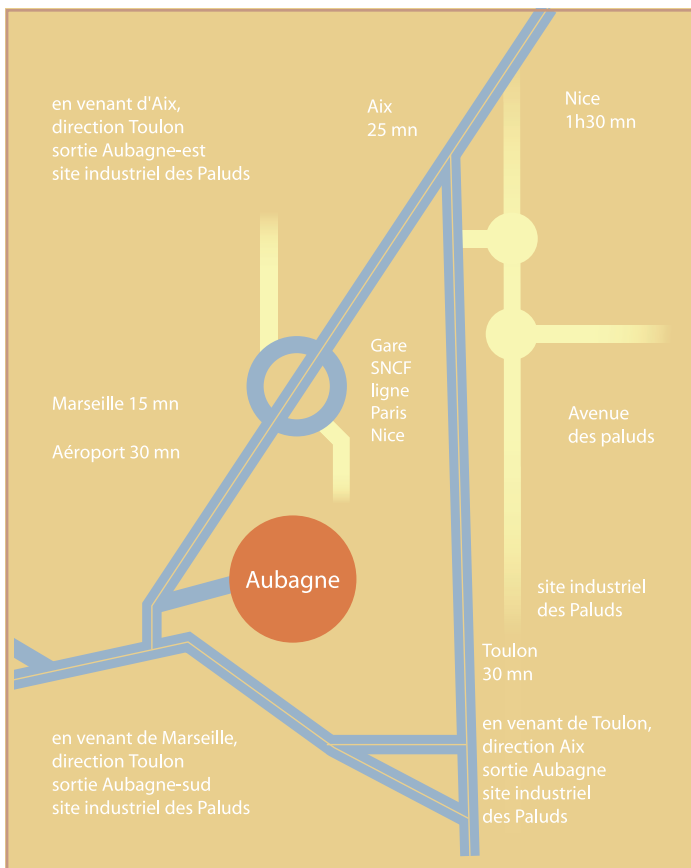 en venant d'Aix,
direction Toulon
sortie Aubagne-est
site industriel des Paluds
Aix
25 mn
Nice
1h30 mn
Gare
SNCF
ligne
Paris
Nice
Marseille 15 mn
Aéroport 30 mn
Avenue
des paluds
Aubagne
site industriel
des Paluds
Toulon
30 mn
en venant de Marseille,
direction Toulon
sortie Aubagne-sud
site industriel des Paluds
en venant de Toulon,
direction Aix
sortie Aubagne
site industriel
des Paluds